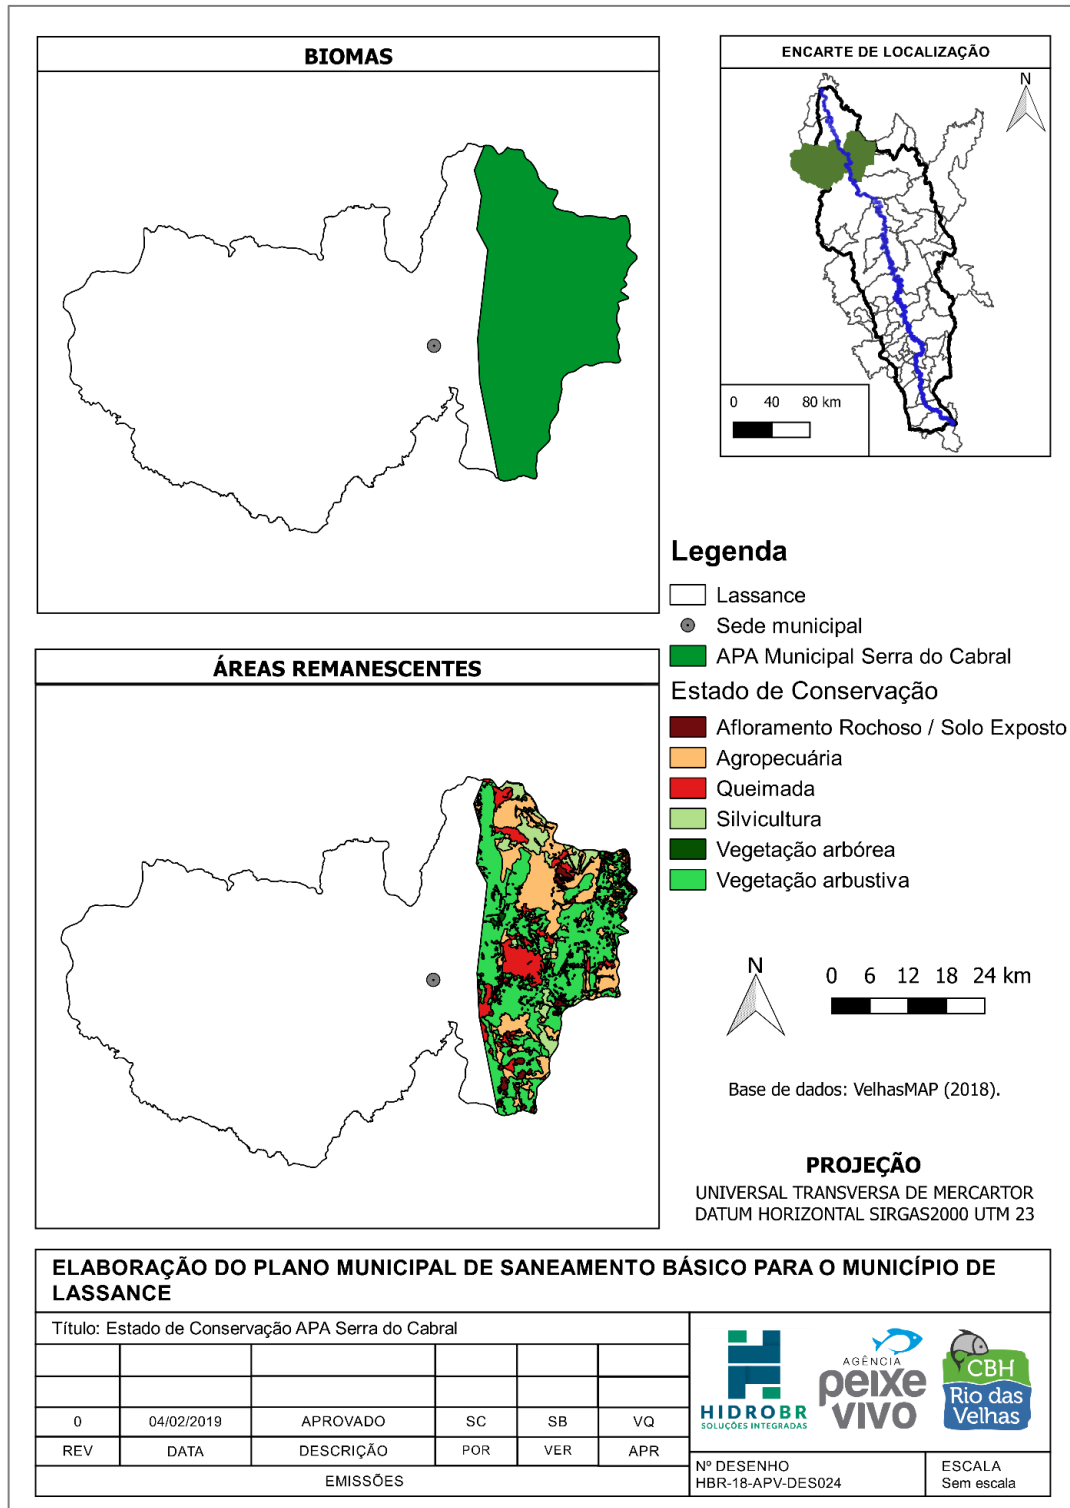 BIOMAS
ENCARTE DE LOCALIZAÇÃO
N
0 40 80 km
Legenda
Lassance
Sede municipal
APA Municipal Serra do Cabral
Estado de Conservação
Afloramento Rochoso / Solo Exposto
Agropecuária
Queimada
Silvicultura
Vegetação arbórea
Vegetação arbustiva
ÁREAS REMANESCENTES
N
0 6 12 18 24 km
Base de dados: VelhasMAP (2018).
PROJEÇÃO
UNIVERSAL TRANSVERSA DE MERCARTOR
DATUM HORIZONTAL SIRGAS2000 UTM 23
ELABORAÇÃO DO PLANO MUNICIPAL DE SANEAMENTO BÁSICO PARA O MUNICÍPIO DE
LASSANCE
Título: Estado de Conservação APA Serra do Cabral
0 04/02/2019 APROVADO SC SB VQ
REV DATA DESCRIÇÃO POR VER APR
EMISSÕES
HIDROBR
SOLUÇÕES INTEGRADAS
AGÊNCIA
peixe
vivo
CBH
Rio das
Velhas
Nº DESENHO
HBR-18-APV-DES024
ESCALA
Sem escala